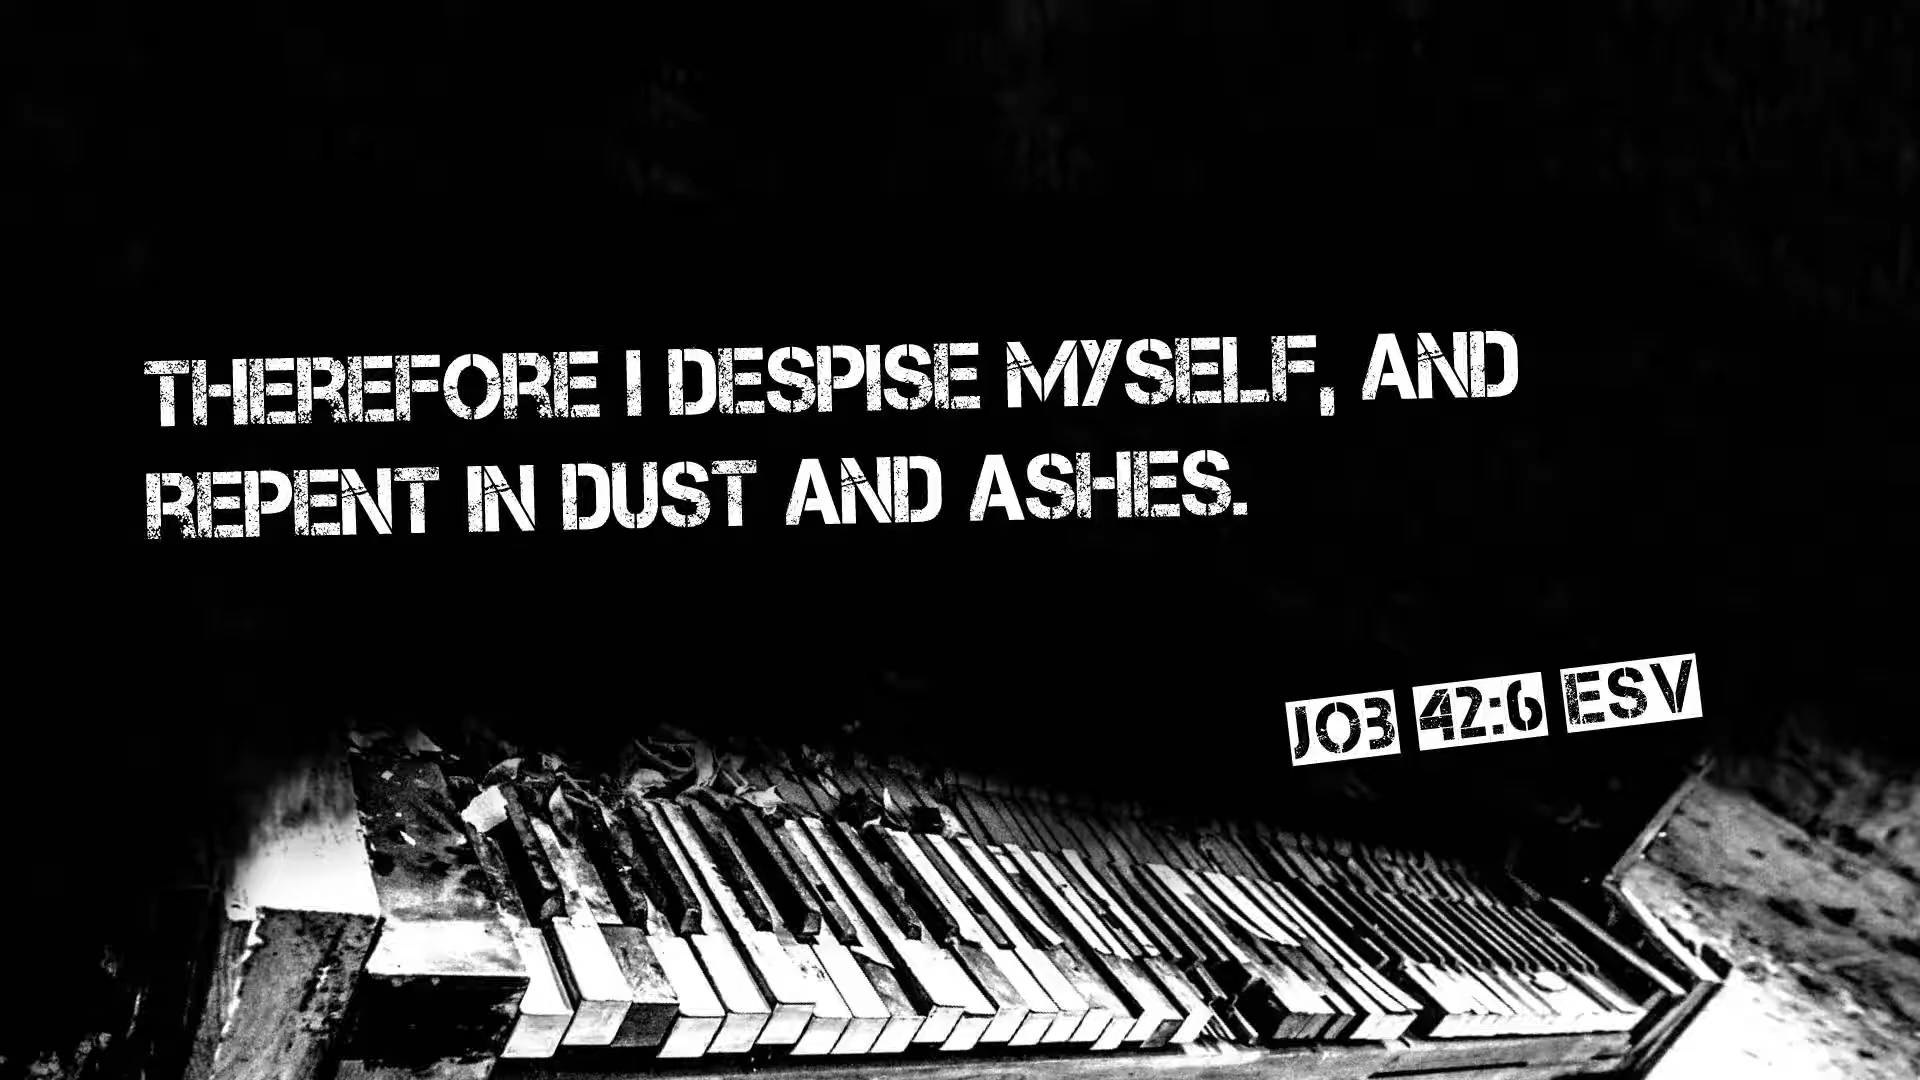 THEREFORE I DESPISE MYSELF, AND
REPENT IN DUST AND ASHES.
JOB 42:6 ESV